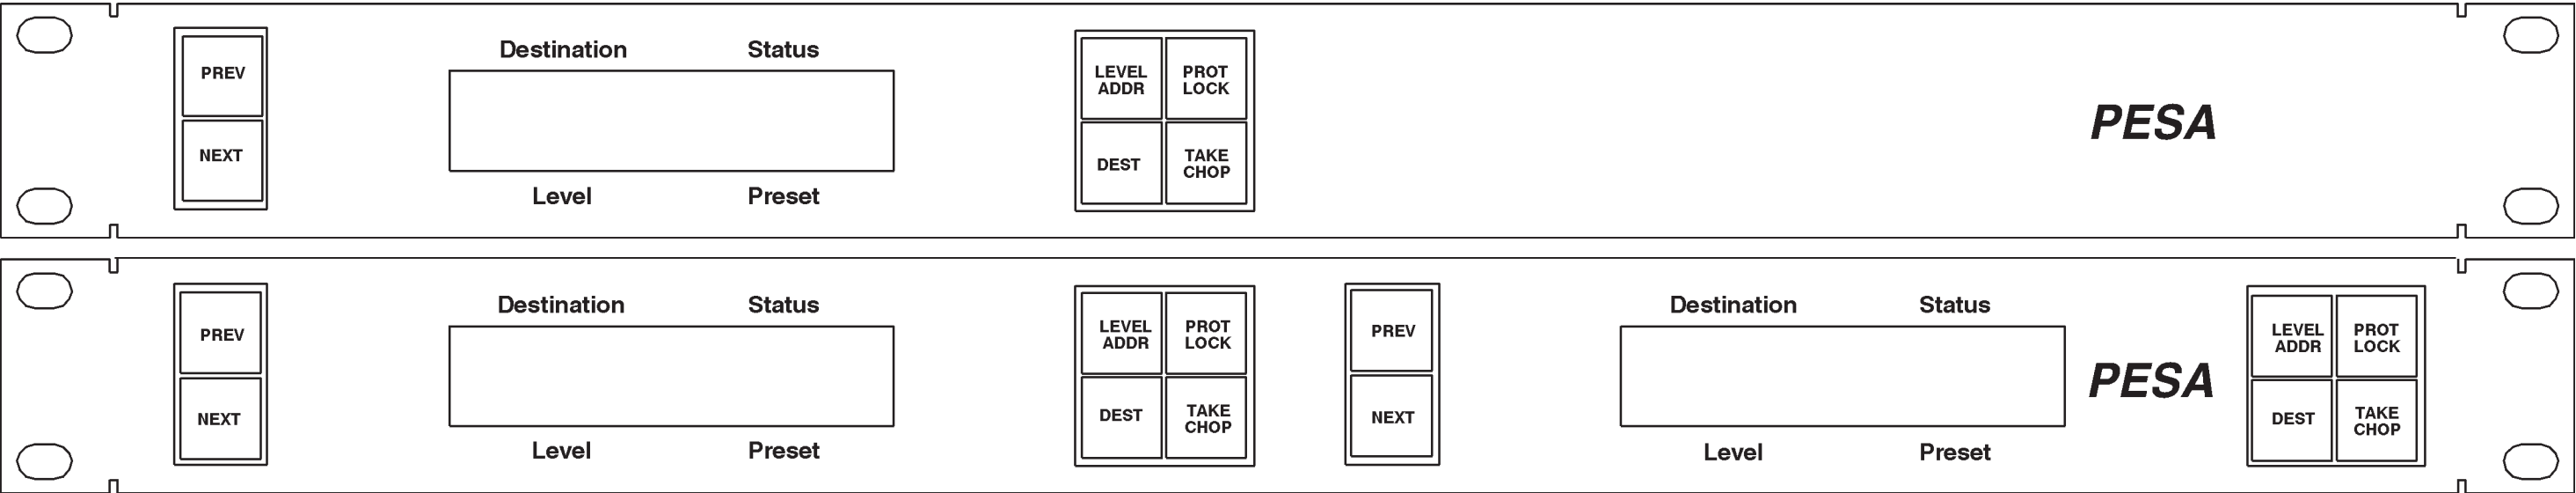 Destination Status
PREV
LEVEL PROT
ADDR LOCK
PESA
NEXT
DEST
TAKE
CHOP
Level Preset
Destination Status
Destination Status
PREV
LEVEL PROT
ADDR LOCK
PREV
LEVEL PROT
ADDR LOCK
PESA
NEXT
DEST
TAKE
CHOP
NEXT
DEST
TAKE
CHOP
Level Preset
Level Preset